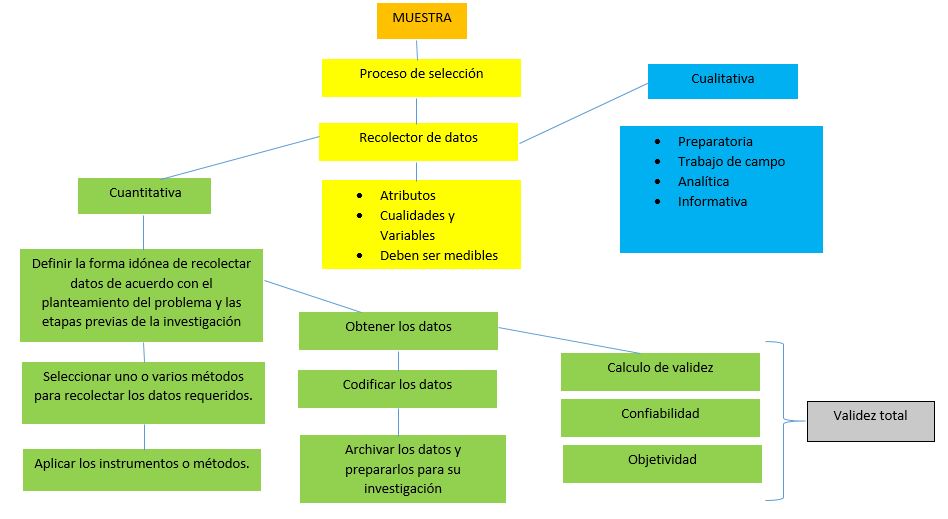 MUESTRA
Proceso de selección
Recolector de datos
• Atributos
• Cualidades y
Variables
• Deben ser medibles
Cualitativa
• Preparatoria
• Trabajo de campo
• Analítica
• Informativa
Cuantitativa
Definir la forma idónea de recolectar
datos de acuerdo con el
planteamiento del problema y las
etapas previas de la investigación
Seleccionar uno o varios métodos
para recolectar los datos requeridos.
Aplicar los instrumentos o métodos.
Obtener los datos
Codificar los datos
Archivar los datos y
prepararlos para su
investigación
Calculo de validez
Confiabilidad
Objetividad
Validez total